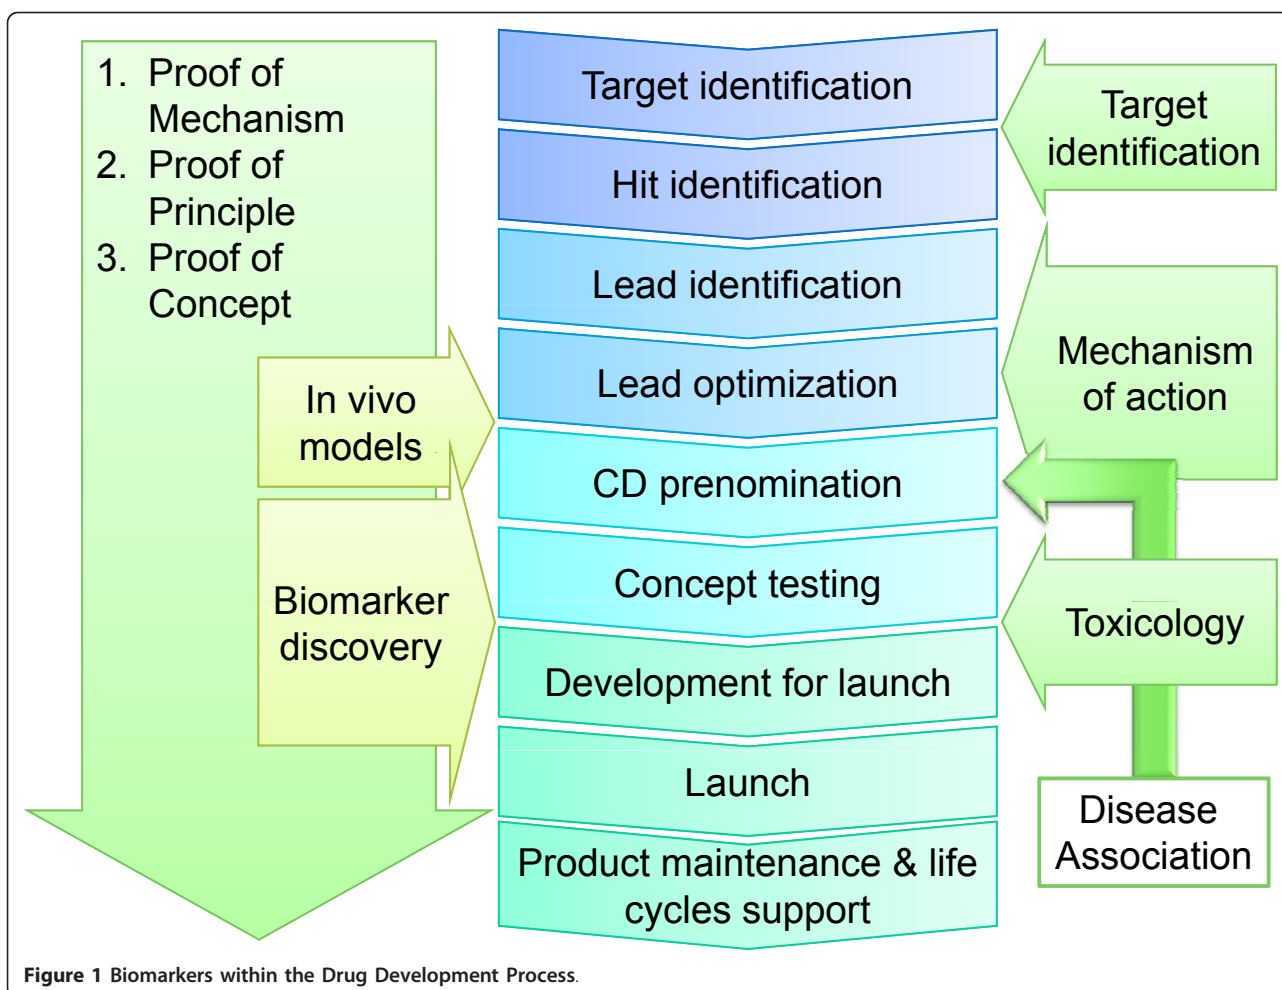 1. Proof of
Mechanism
2. Proof of
Principle
3. Proof of
Concept
In vivo
models
Biomarker
discovery
Target identification
Hit identification
Lead identification
Lead optimization
CD prenomination
Concept testing
Development for launch
Launch
Product maintenance & life
cycles support
Target
identification
Mechanism
of action
Toxicology
Disease
Association
Figure 1 Biomarkers within the Drug Development Process.